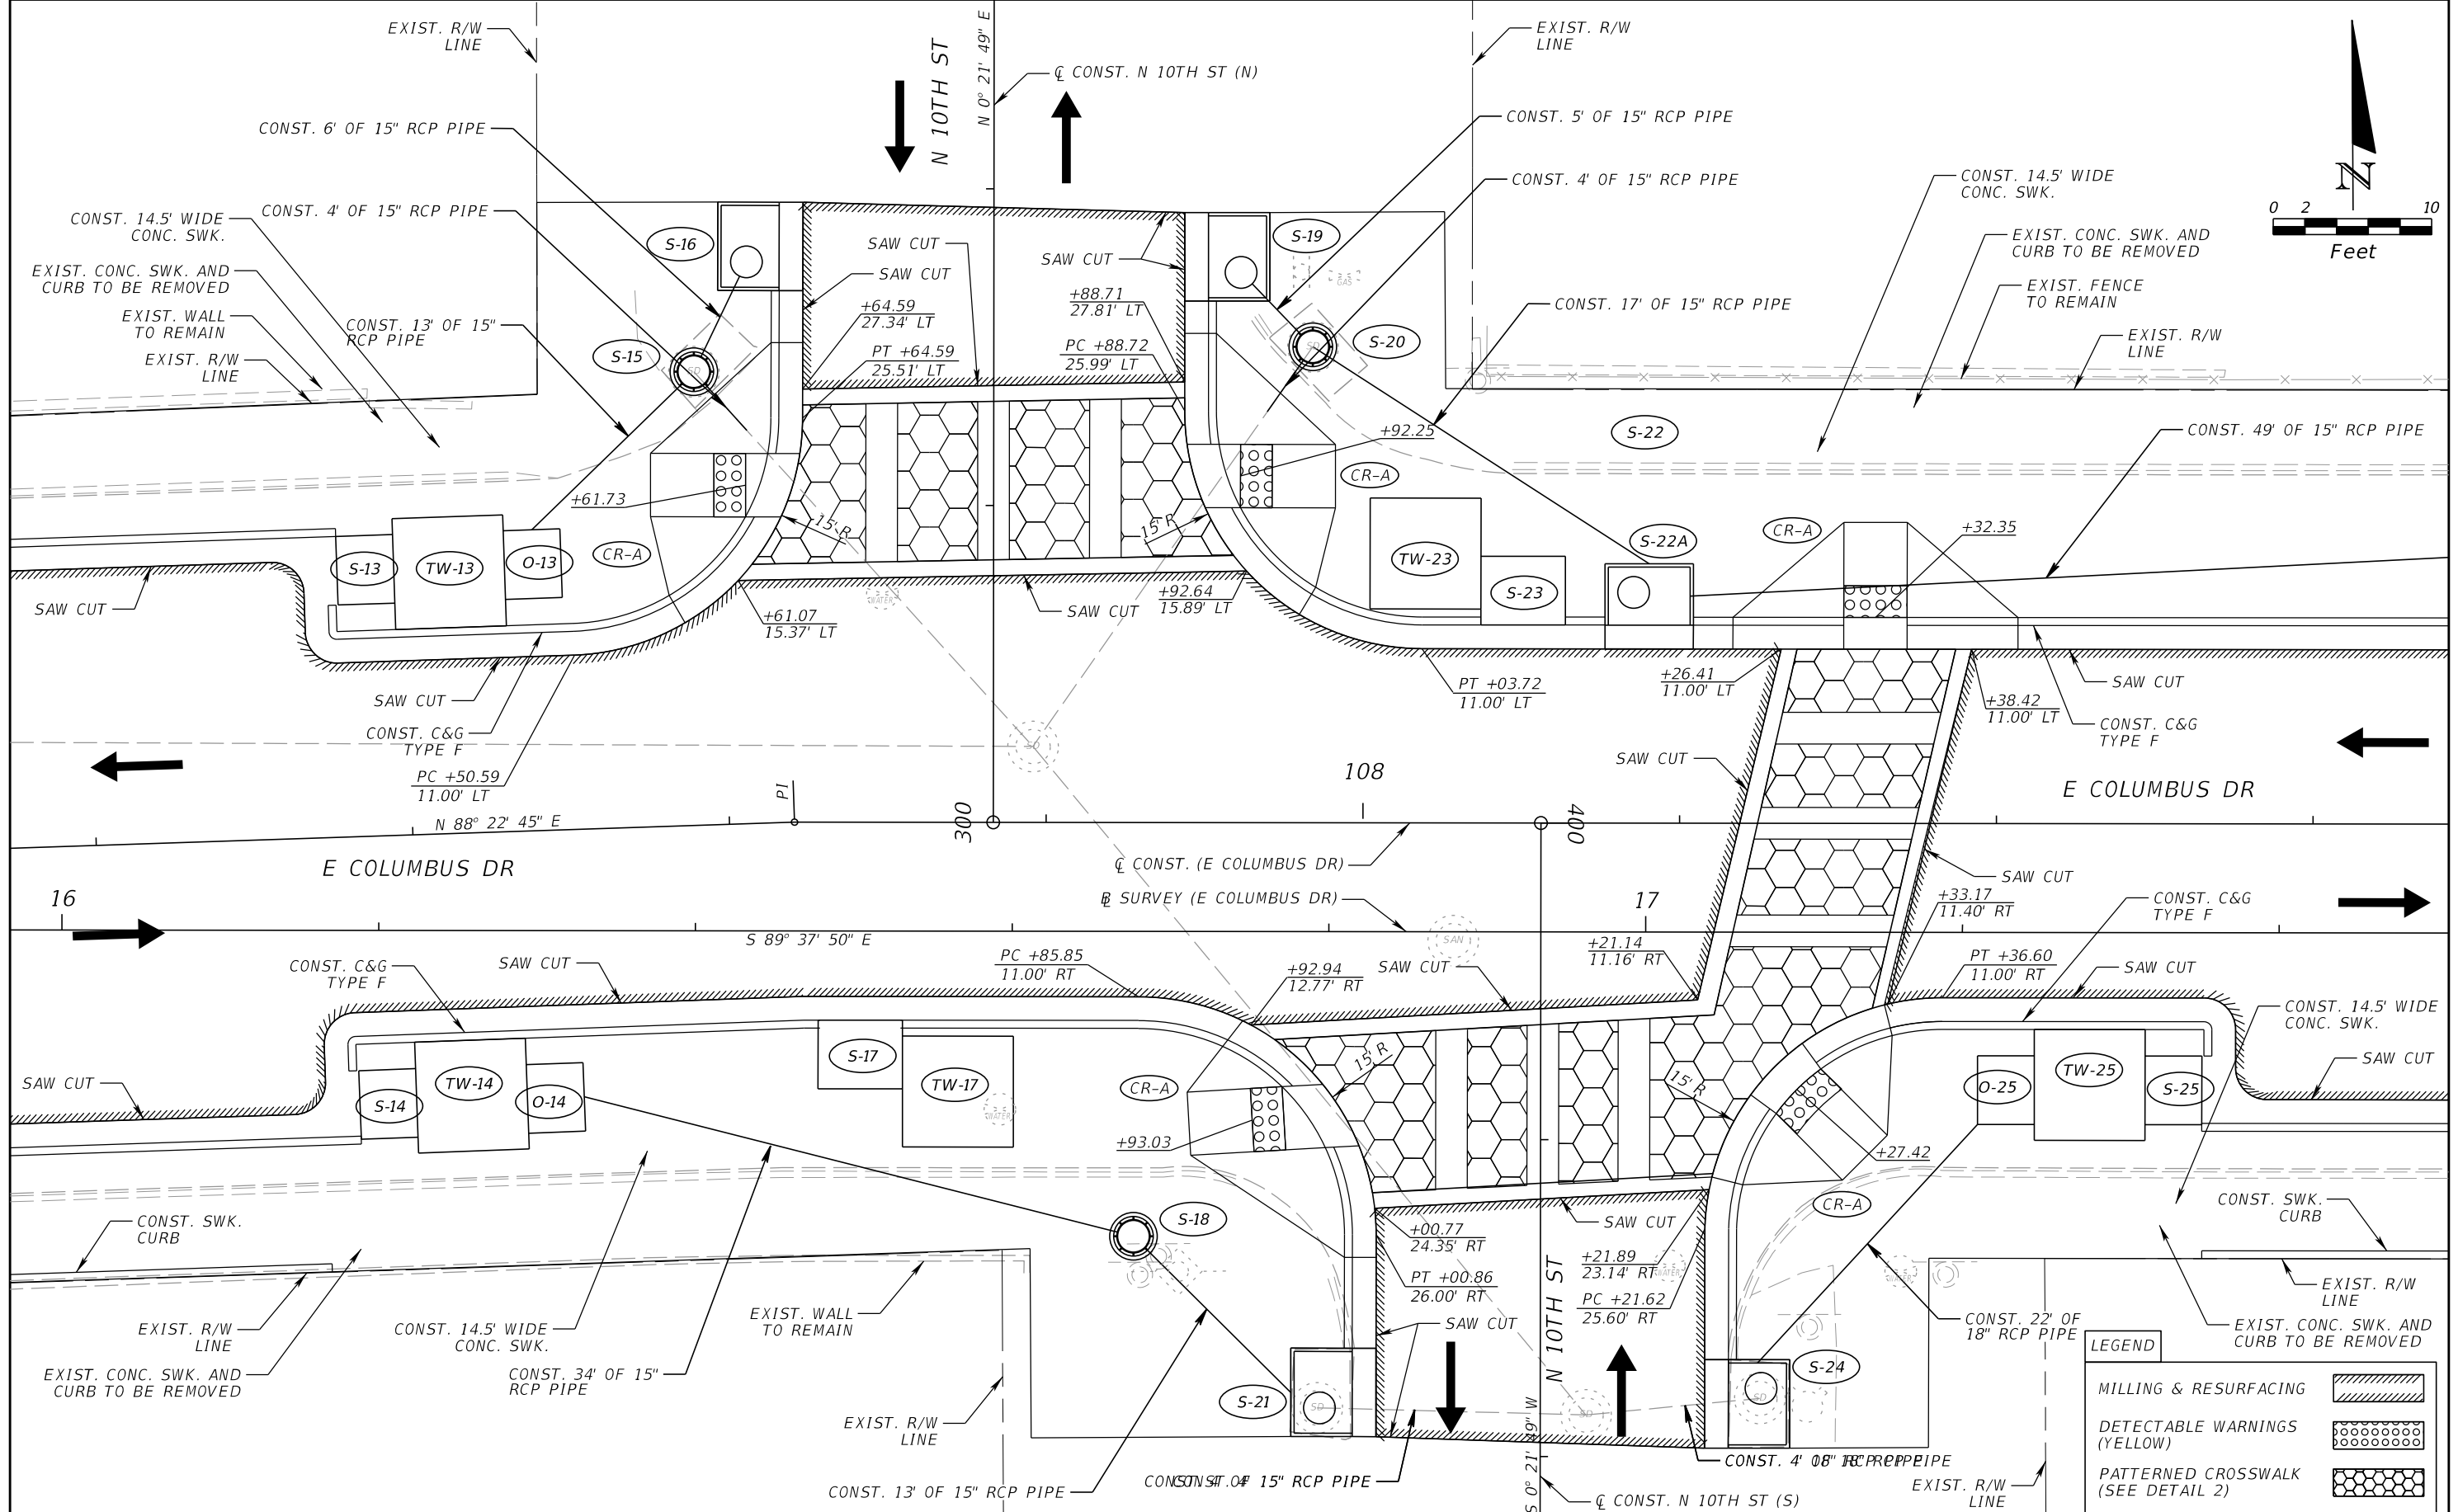 EXIST. R/W
LINE
N 10TH ST
N 0° 21' 49" E
℄ CONST. N 10TH ST (N)
EXIST. R/W
LINE
N
0 2 10
Feet
CONST. 6' OF 15" RCP PIPE
CONST. 5' OF 15" RCP PIPE
CONST. 4' OF 15" RCP PIPE
CONST. 14.5' WIDE
CONC. SWK.
CONST. 14.5' WIDE
CONC. SWK.
CONST. 4' OF 15" RCP PIPE
S-16
SAW CUT
SAW CUT
SAW CUT
S-19
GAS
EXIST. CONC. SWK. AND
CURB TO BE REMOVED
EXIST. CONC. SWK. AND
CURB TO BE REMOVED
EXIST. FENCE
TO REMAIN
EXIST. WALL
TO REMAIN
CONST. 13' OF 15"
RCP PIPE
EXIST. R/W
LINE
+64.59
27.34' LT
+88.71
27.81' LT
CONST. 17' OF 15" RCP PIPE
EXIST. R/W
LINE
S-15
SD
PT +64.59
25.51' LT
PC +88.72
25.99' LT
SD
S-20
+92.25
S-22
CONST. 49' OF 15" RCP PIPE
CR-A
+61.73
15' R
15' R
CR-A
+32.35
S-13
TW-13
O-13
CR-A
TW-23
S-23
S-22A
SAW CUT
WATER
+61.07
15.37' LT
SAW CUT
+92.64
15.89' LT
SAW CUT
CONST. C&G
TYPE F
PC +50.59
11.00' LT
PT +03.72
11.00' LT
+26.41
11.00' LT
+38.42
11.00' LT
SAW CUT
CONST. C&G
TYPE F
SD
SAW CUT
PI
108
E COLUMBUS DR
N 88° 22' 45" E
300
400
E COLUMBUS DR
℄ CONST. (E COLUMBUS DR)
SAW CUT
16
BL SURVEY (E COLUMBUS DR)
17
+33.17
11.40' RT
CONST. C&G
TYPE F
S 89° 37' 50" E
SAN
CONST. C&G
TYPE F
SAW CUT
PC +85.85
11.00' RT
+92.94
12.77' RT
SAW CUT
+21.14
11.16' RT
PT +36.60
11.00' RT
SAW CUT
CONST. 14.5' WIDE
CONC. SWK.
SAW CUT
S-14
TW-14
O-14
S-17
TW-17
WATER
CR-A
15' R
15' R
O-25
TW-25
S-25
SAW CUT
+93.03
+27.42
CONST. SWK.
CURB
S-18
+00.77
24.35' RT
SAW CUT
CR-A
CONST. SWK.
CURB
PT +00.86
26.00' RT
+21.89
23.14' RT
WATER
PC +21.62
25.60' RT
WATER
EXIST. R/W
LINE
EXIST. R/W
LINE
CONST. 14.5' WIDE
CONC. SWK.
EXIST. WALL
TO REMAIN
N 10TH ST
SAW CUT
CONST. 22' OF
18" RCP PIPE
EXIST. CONC. SWK. AND
CURB TO BE REMOVED
EXIST. CONC. SWK. AND
CURB TO BE REMOVED
CONST. 34' OF 15"
RCP PIPE
S-21
SD
SD
SD
S-24
EXIST. R/W
LINE
CONST. 13' OF 15" RCP PIPE
15" RCP PIPE
CONST. 4'
S 0° 21' 49" W
℄ CONST. N 10TH ST (S)
EXIST. R/W
LINE
LEGEND
MILLING & RESURFACING
DETECTABLE WARNINGS
(YELLOW)
PATTERNED CROSSWALK
(SEE DETAIL 2)